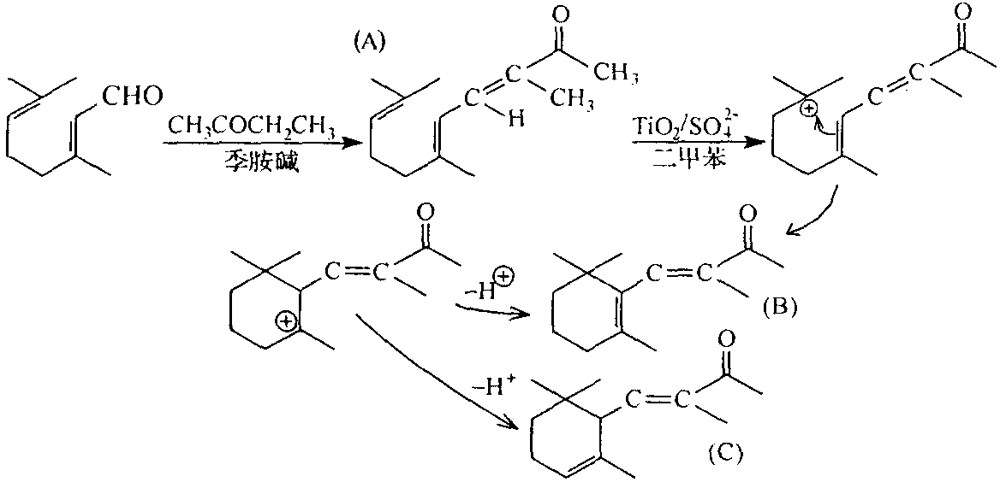 (A)
O
CHO
CH3COCH2CH3
季胺碱
C
C
H
CH3
CH3
TiO2/SO4^2-
二甲苯
⊕
C
C
O
O
C=C
⊕
-H⊕
O
C=C
(B)
-H+
O
C=C
(C)